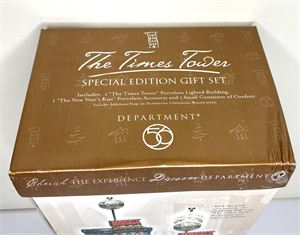 The Times Tower
SPECIAL EDITION GIFT SET
Includes: 1 "The Times Tower" Porcelain Lighted Building,
1 "The New Year's Kiss" Porcelain Accessory and 1 Small Container of Confetti
DEPARTMENT®
56
Cherish THE EXPERIENCE Discover DEPARTMENT 56